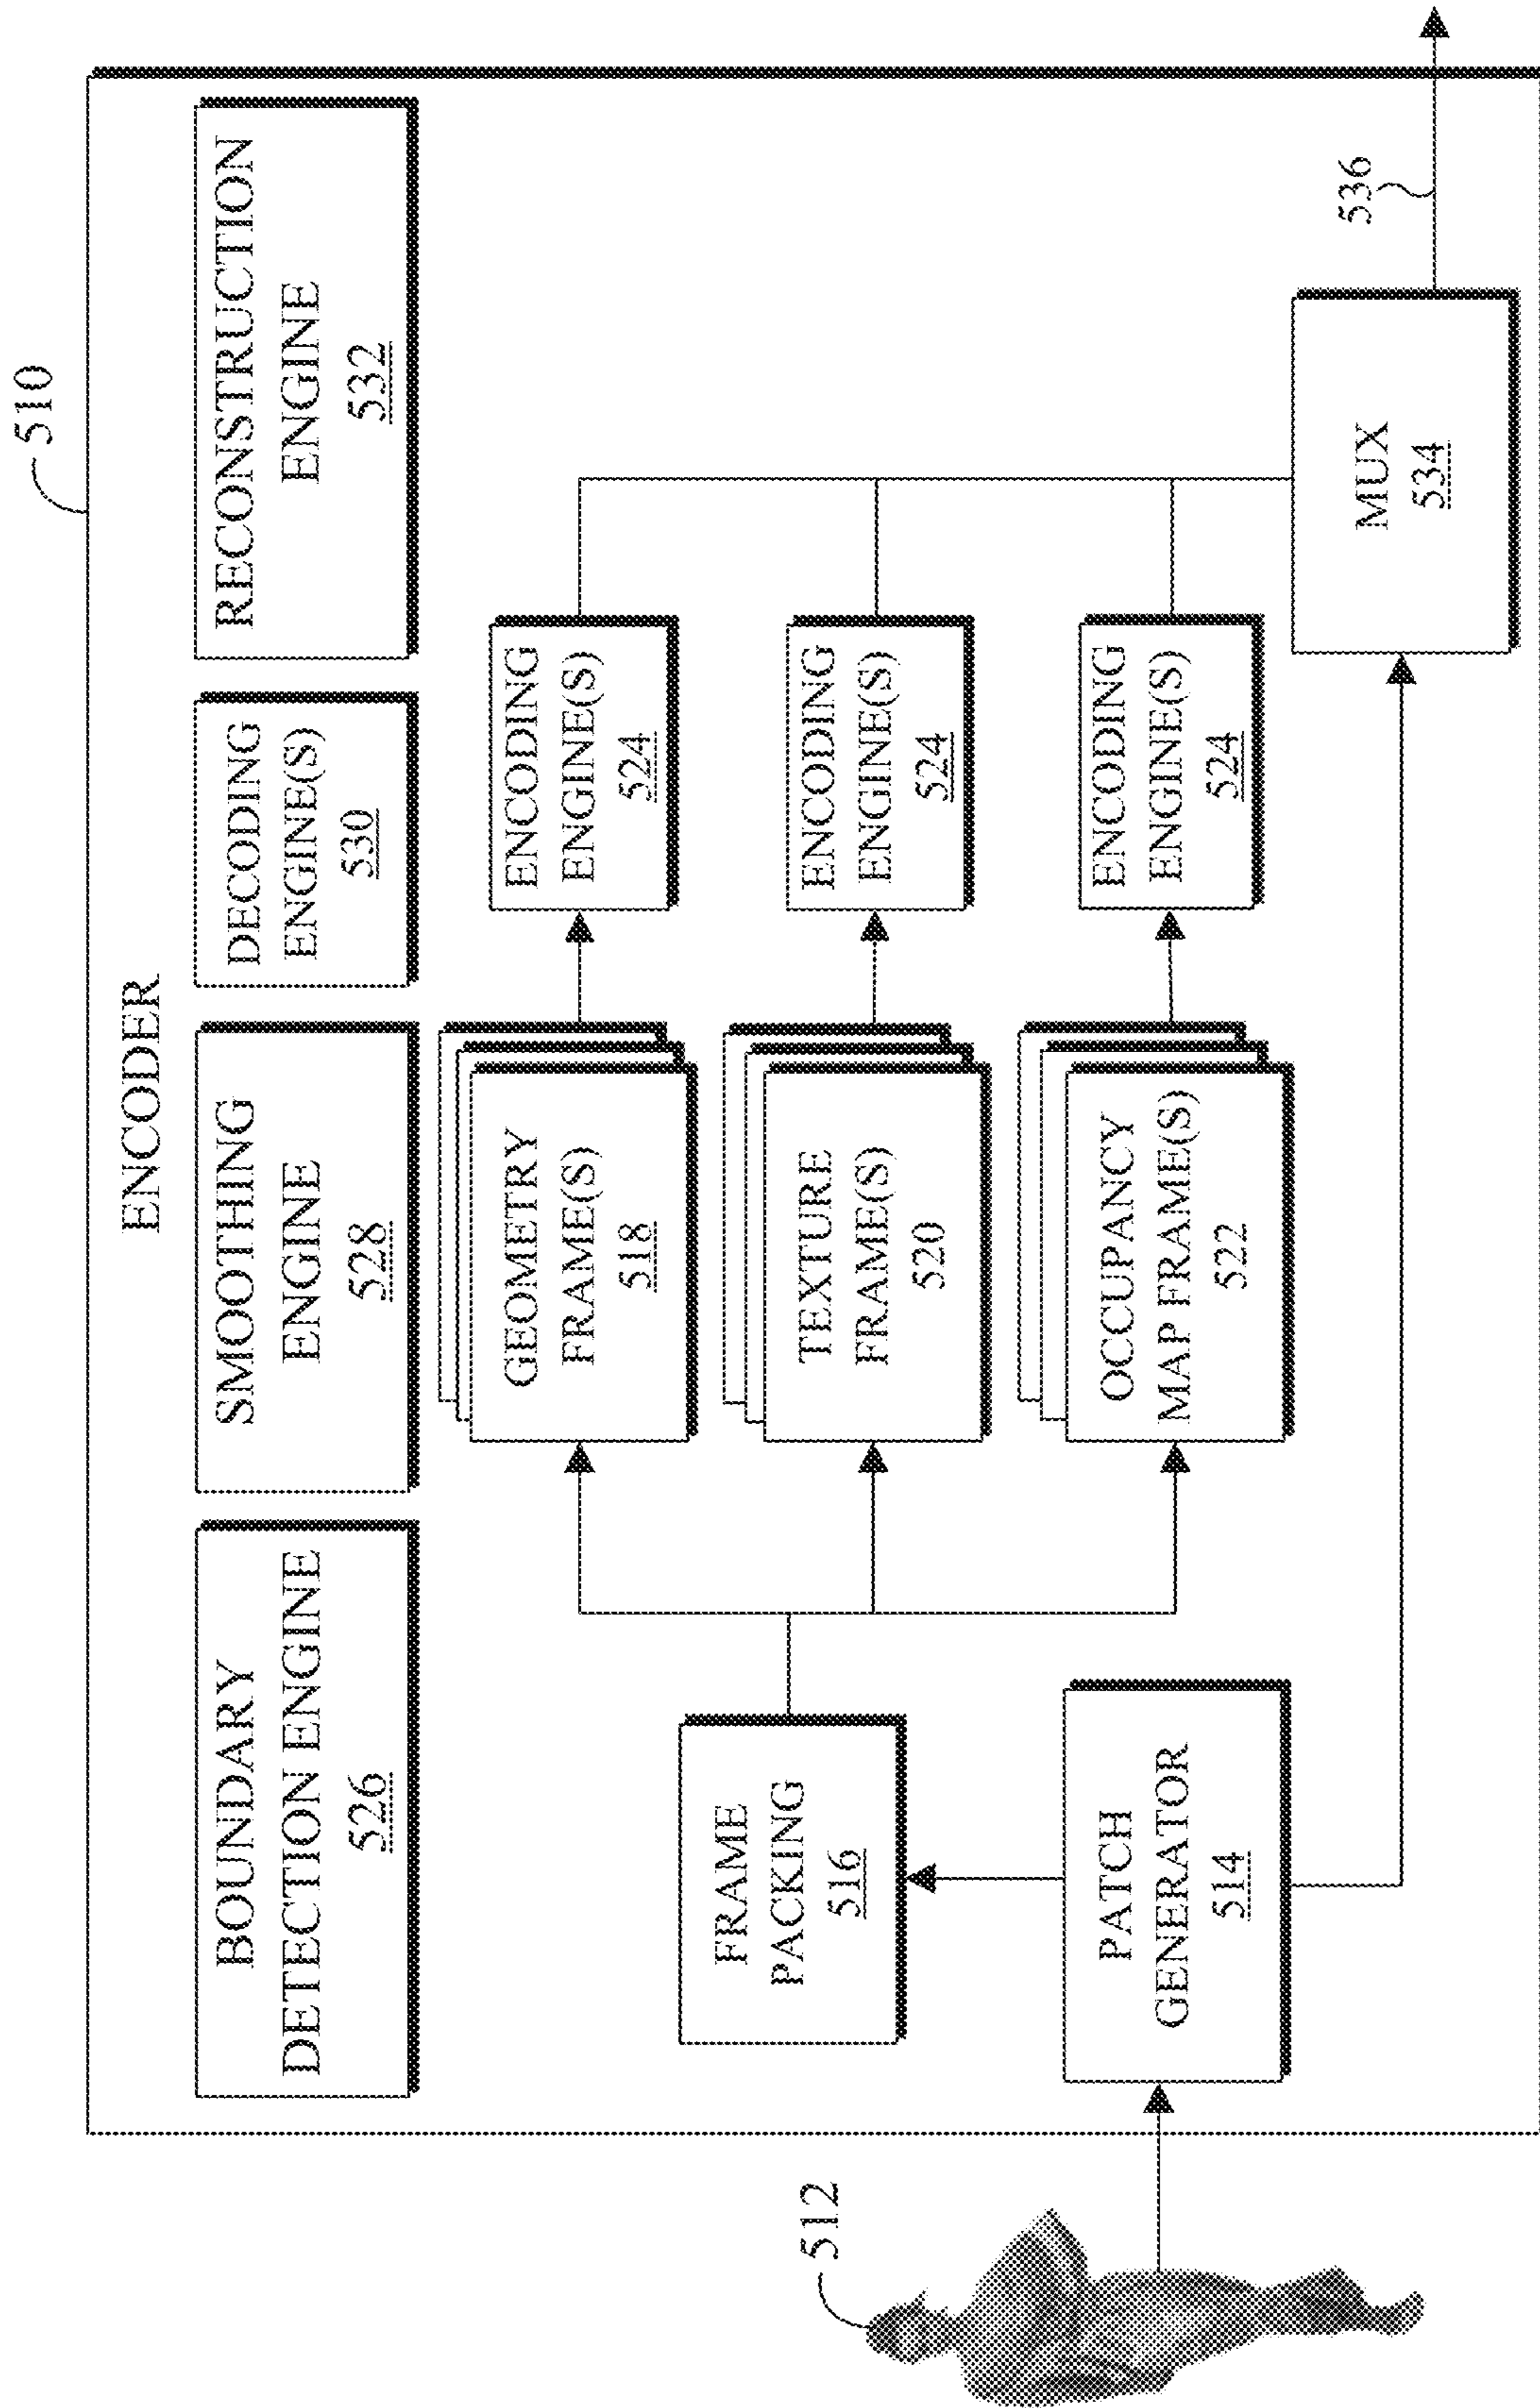 510
ENCODER
BOUNDARY
DETECTION ENGINE
526
SMOOTHING
ENGINE
528
DECODING
ENGINE(S)
530
RECONSTRUCTION
ENGINE
532
GEOMETRY
FRAME(S)
518
ENCODING
ENGINE(S)
524
FRAME
PACKING
516
TEXTURE
FRAME(S)
520
ENCODING
ENGINE(S)
524
512
PATCH
GENERATOR
514
OCCUPANCY
MAP FRAME(S)
522
ENCODING
ENGINE(S)
524
MUX
534
536